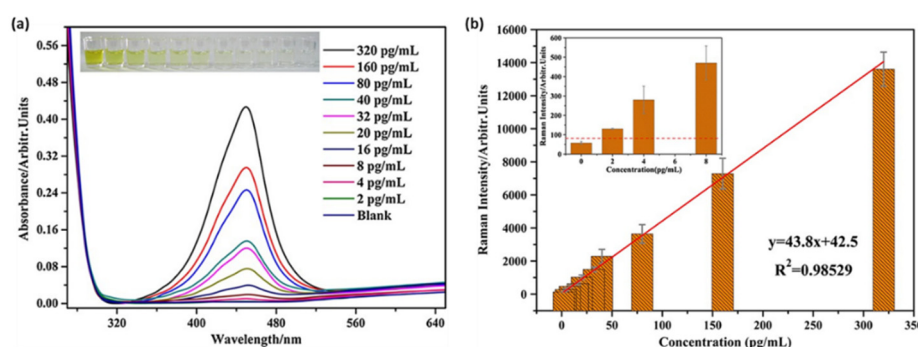 (a)
0.56
0.48
0.40
0.32
0.24
0.16
0.08
0.00
Absorbance/Arbitr.Units
320 pg/mL
160 pg/mL
80 pg/mL
40 pg/mL
32 pg/mL
20 pg/mL
16 pg/mL
8 pg/mL
4 pg/mL
2 pg/mL
Blank
320 400 480 560 640
Wavelength/nm
(b)
16000
14000
12000
10000
8000
6000
4000
2000
0
Raman Intensity/Arbitr.Units
600
500
400
300
200
100
0
Raman Intensity/Arbitr.Units
0 2 4 6 8
Concentration(pg/mL)
y=43.8x+42.5
R²=0.98529
0 50 100 150 200 250 300 350
Concentration (pg/mL)